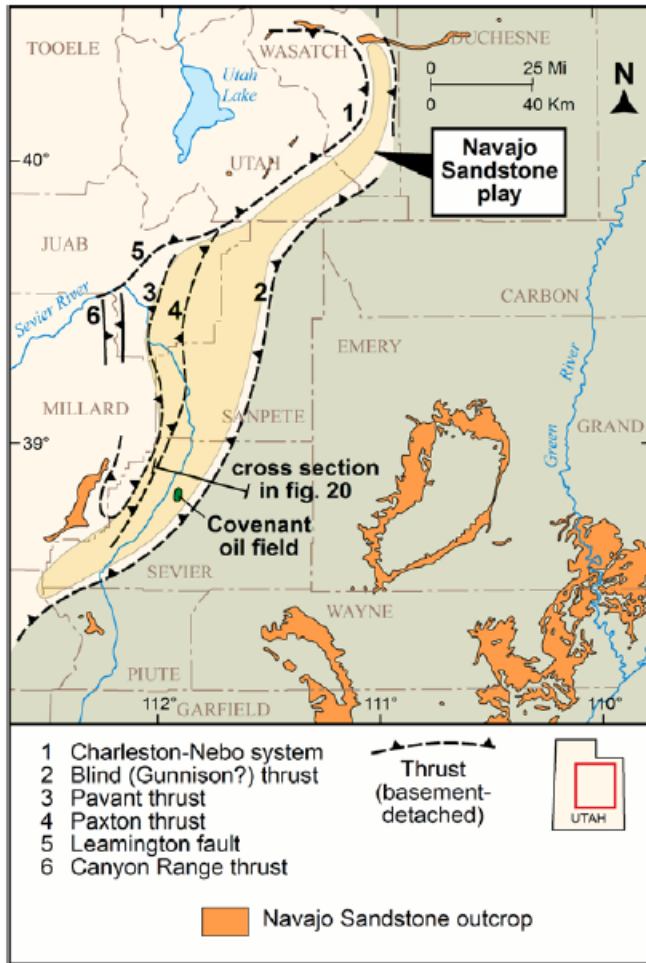 TOOELE
WASATCH
DUCHESNE
Utah
Lake
0 25 Mi
0 40 Km
N
1
40°
UTAH
Navajo
Sandstone
play
JUAB
5
Sevier River
3
4
2
6
CARBON
EMERY
Green River
MILLARD
SANPETE
GRAND
39°
cross section
in fig. 20
Covenant
oil field
SEVIER
WAYNE
PIUTE
112°
GARFIELD
111°
110°
1 Charleston-Nebo system
2 Blind (Gunnison?) thrust
3 Pavant thrust
4 Paxton thrust
5 Leamington fault
6 Canyon Range thrust
Thrust
(basement-
detached)
UTAH
Navajo Sandstone outcrop